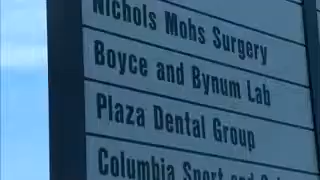 Nichols Mohs Surgery
Boyce and Bynum Lab
Plaza Dental Group
Columbia Sport and